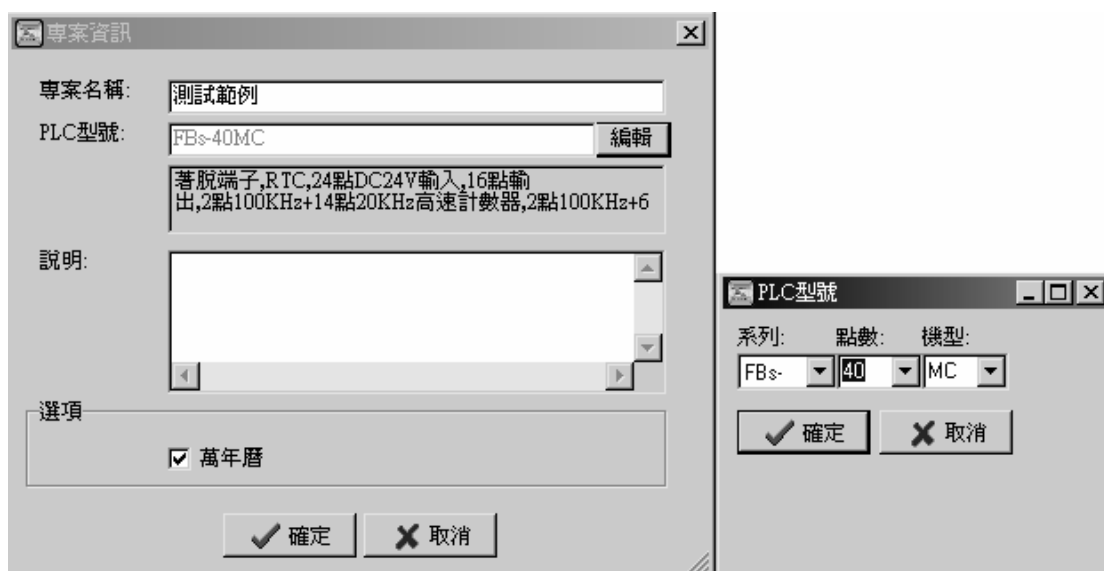 専案資訊
專案名稱:
測試範例
PLC型號:
FBs-40MC
編輯
著脫端子,RTC,24點DC24V輸入,16點輸
出,2點100KHz+14點20KHz高速計數器,2點100KHz+6
說明:
選項
萬年曆
確定
取消
PLC型號
系列:
點數:
機型:
FBs-
40
MC
確定
取消